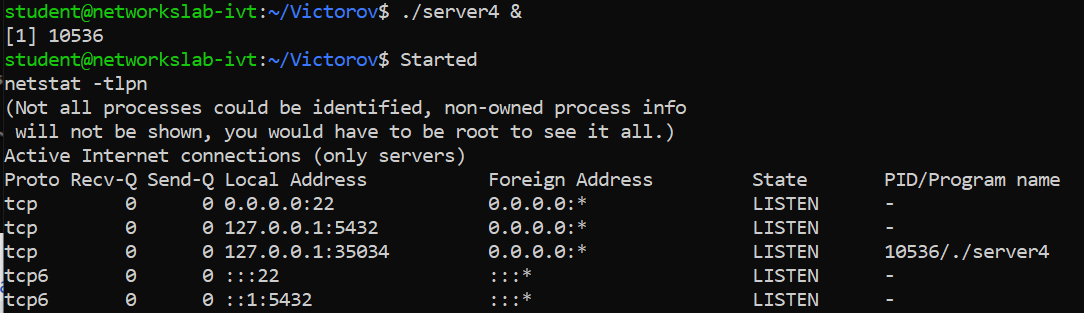 student@networkslab-ivt:~/Victorov$ ./server4 &
[1] 10536
student@networkslab-ivt:~/Victorov$ Started
netstat -tlpn
(Not all processes could be identified, non-owned process info
 will not be shown, you would have to be root to see it all.)
Active Internet connections (only servers)
Proto Recv-Q Send-Q Local Address           Foreign Address         State       PID/Program name
tcp        0      0 0.0.0.0:22              0.0.0.0:*               LISTEN      -
tcp        0      0 127.0.0.1:5432          0.0.0.0:*               LISTEN      -
tcp        0      0 127.0.0.1:35034         0.0.0.0:*               LISTEN      10536/./server4
tcp6       0      0 :::22                   :::*                    LISTEN      -
tcp6       0      0 ::1:5432                :::*                    LISTEN      -